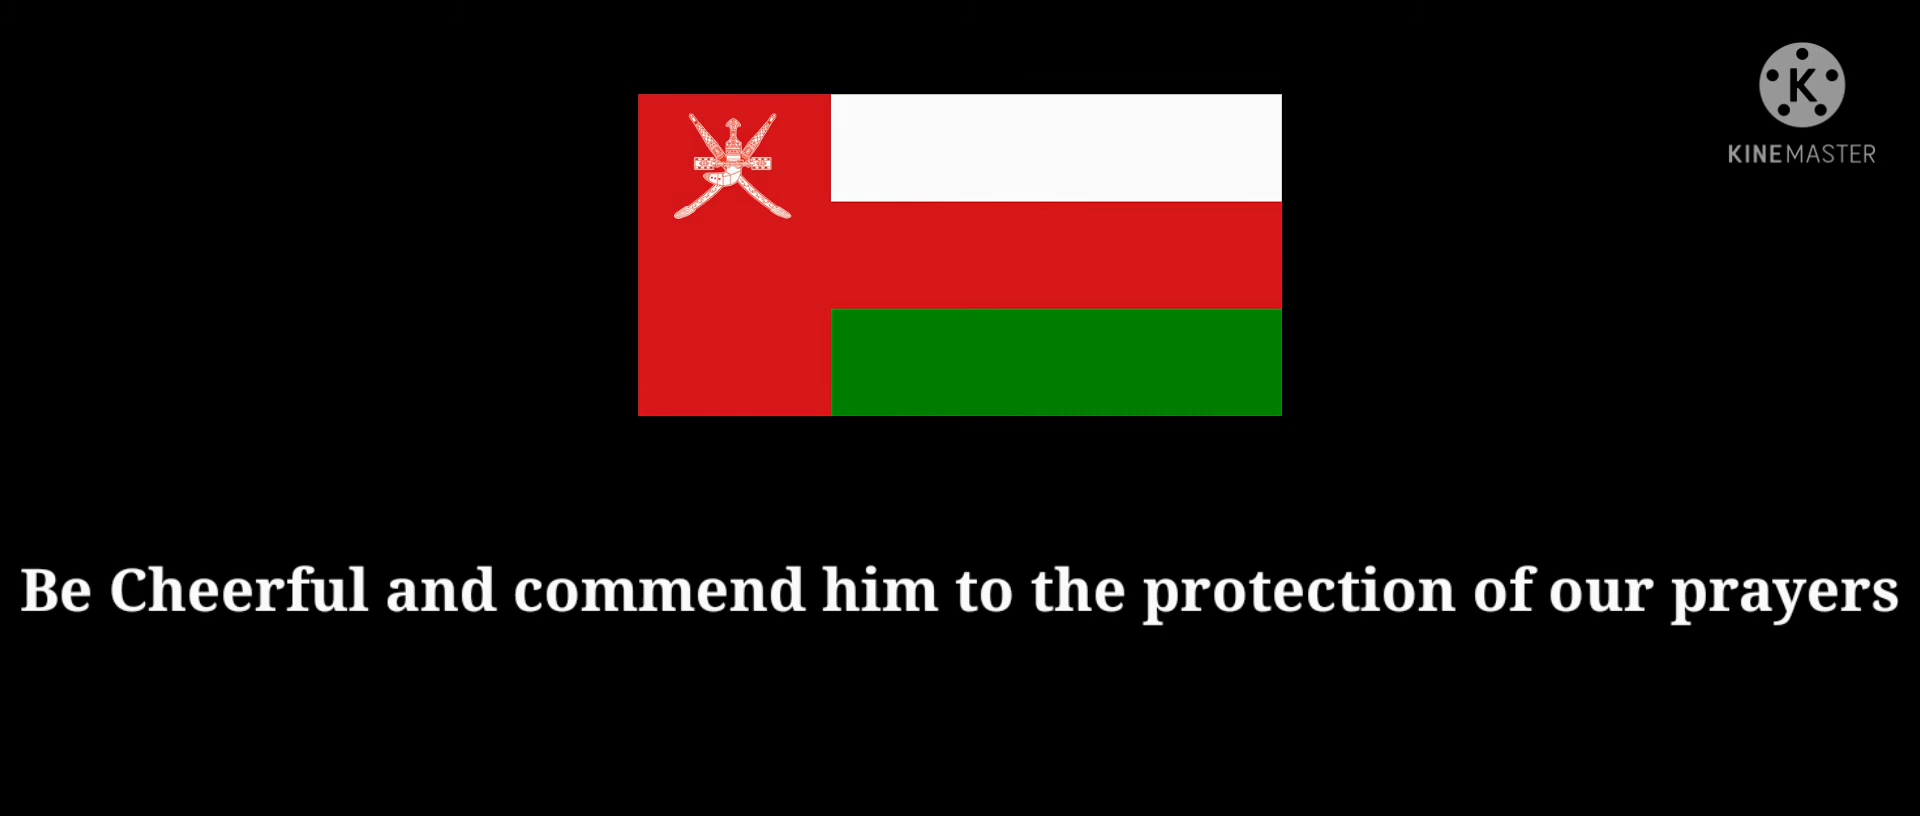 K
KINEMASTER
Be Cheerful and commend him to the protection of our prayers